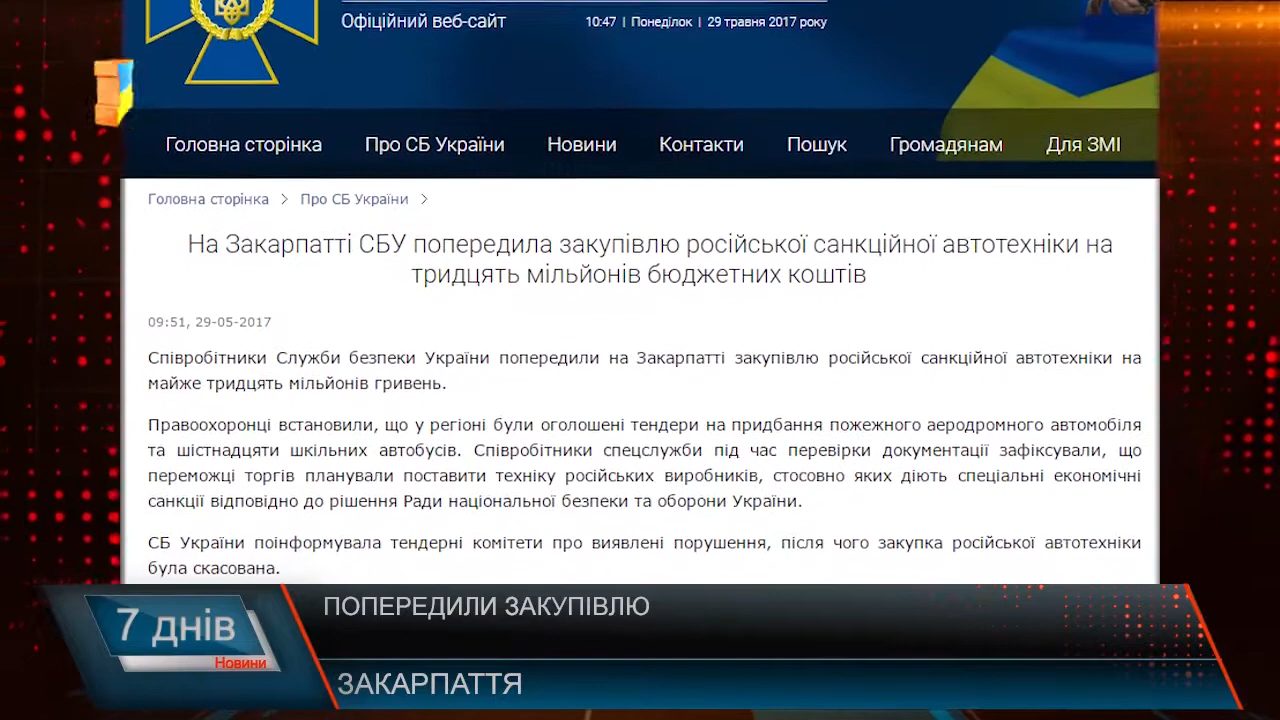 Офіційний веб-сайт
10:47 | Понеділок | 29 травня 2017 року
Головна сторінка Про СБ України Новини Контакти Пошук Громадянам Для ЗМІ
Головна сторінка > Про СБ України >
На Закарпатті СБУ попередила закупівлю російської санкційної автотехніки на
тридцять мільйонів бюджетних коштів
09:51, 29-05-2017
Співробітники Служби безпеки України попередили на Закарпатті закупівлю російської санкційної автотехніки на
майже тридцять мільйонів гривень.
Правоохоронці встановили, що у регіоні були оголошені тендери на придбання пожежного аеродромного автомобіля
та шістнадцяти шкільних автобусів. Співробітники спецслужби під час перевірки документації зафіксували, що
переможці торгів планували поставити техніку російських виробників, стосовно яких діють спеціальні економічні
санкції відповідно до рішення Ради національної безпеки та оборони України.
СБ України поінформувала тендерні комітети про виявлені порушення, після чого закупка російської автотехніки
була скасована.
7 днів
Новини
ПОПЕРЕДИЛИ ЗАКУПІВЛЮ
ЗАКАРПАТТЯ